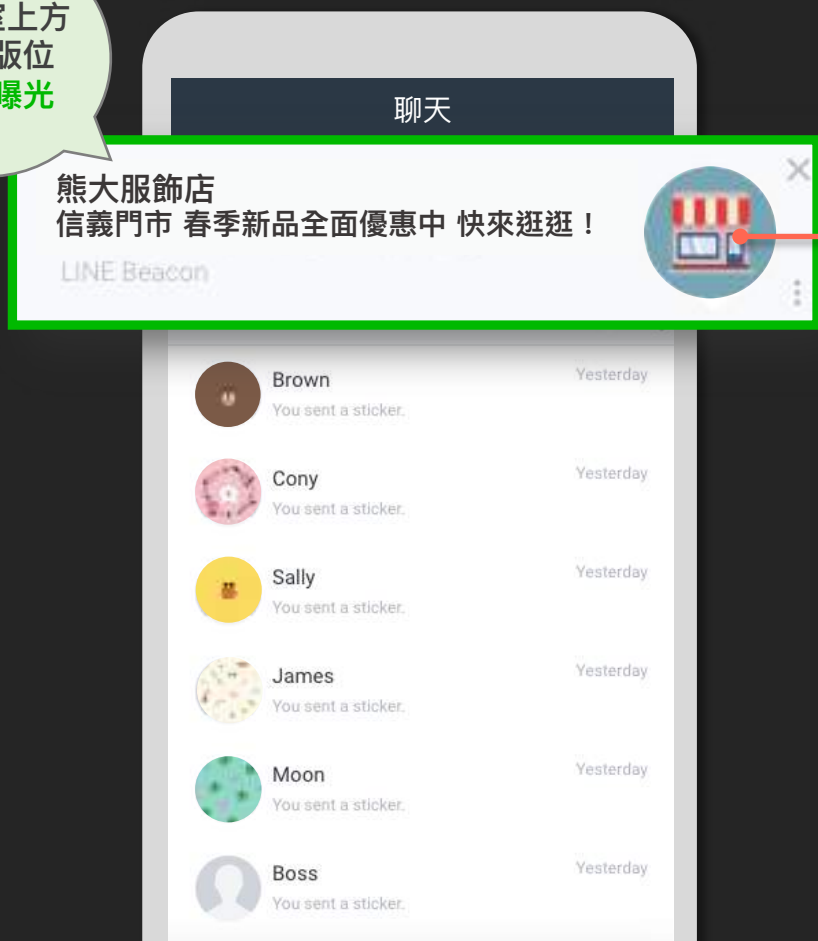 室上方
版位
曝光
聊天
熊大服飾店
信義門市 春季新品全面優惠中 快來逛逛！
LINE Beacon
Brown
Yesterday
You sent a sticker.
Cony
Yesterday
You sent a sticker.
Sally
Yesterday
You sent a sticker.
James
Yesterday
You sent a sticker.
Moon
Yesterday
You sent a sticker.
Boss
Yesterday
You sent a sticker.